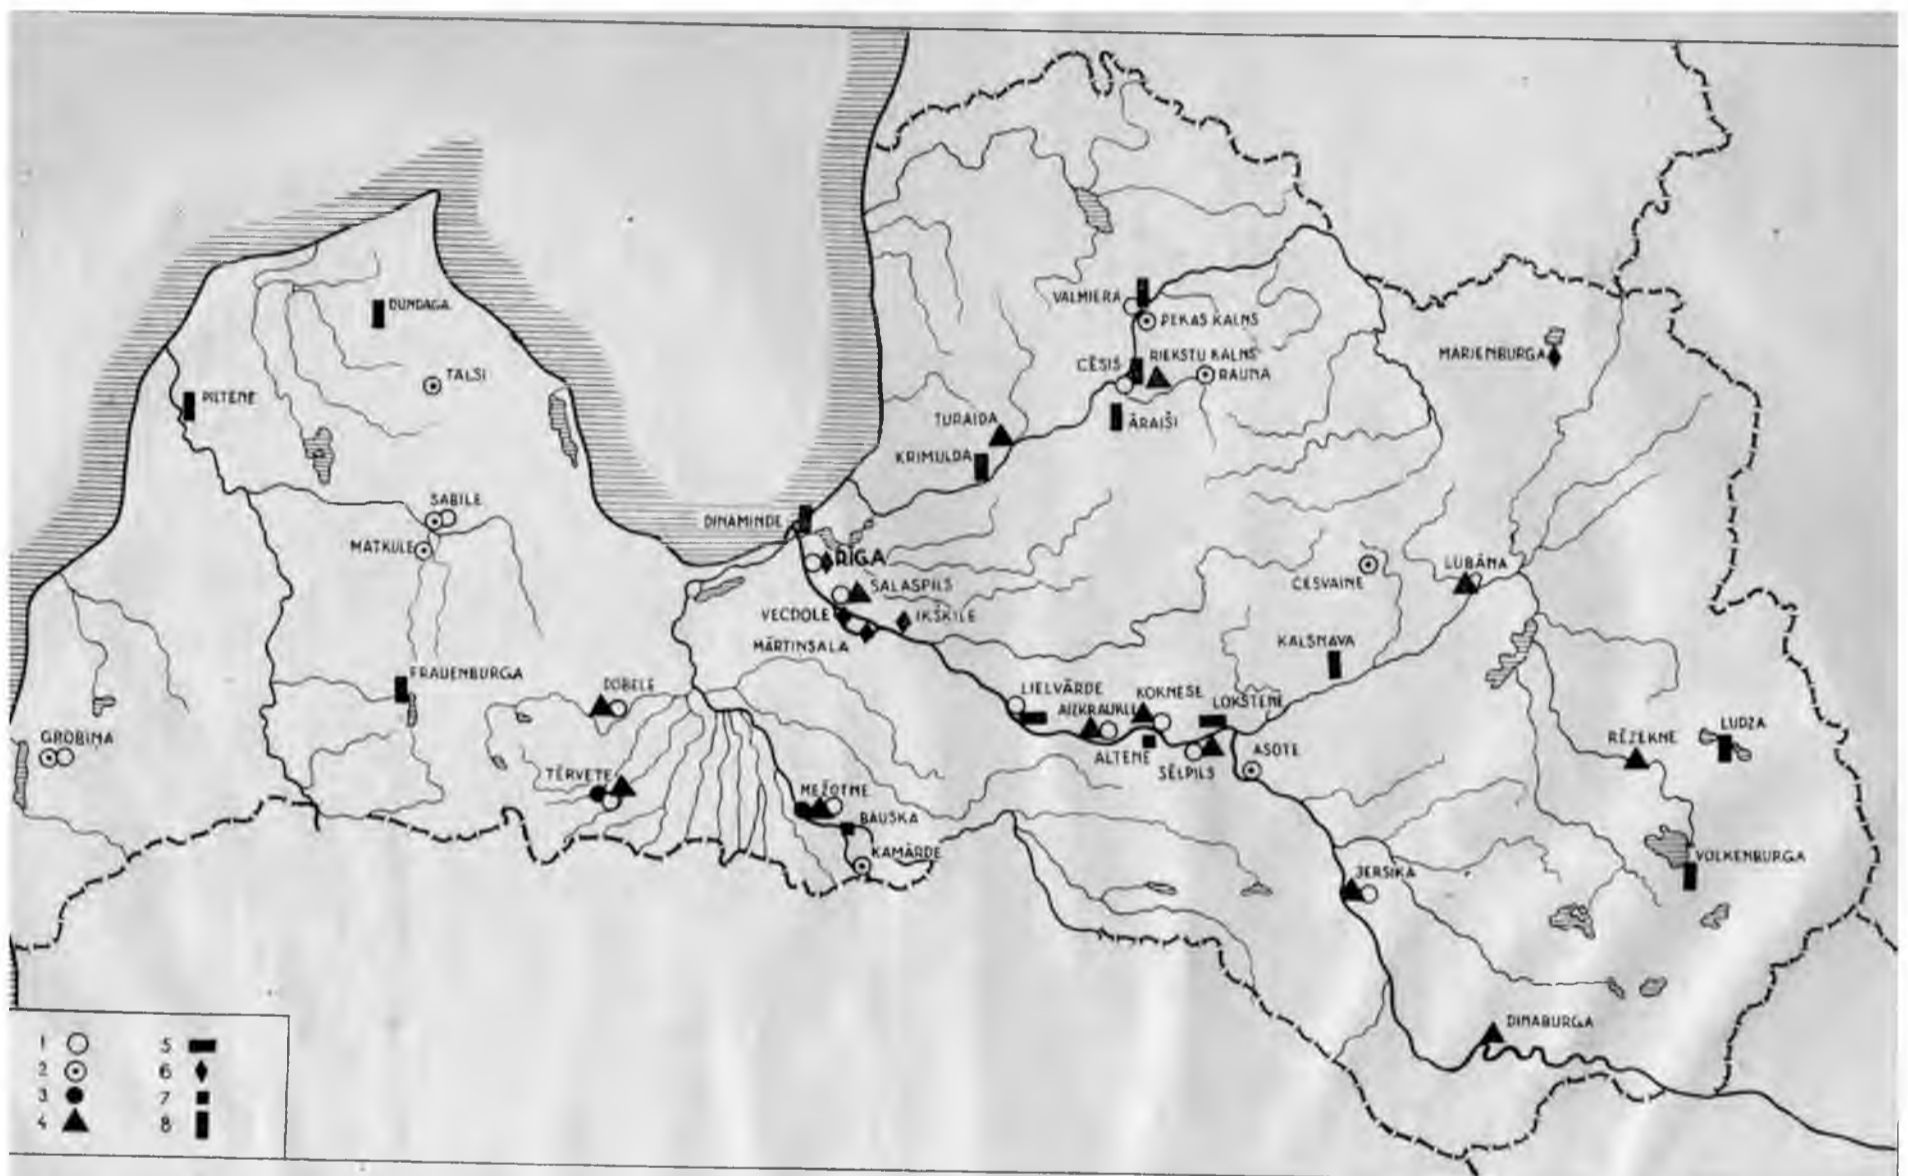 DUNDAGA
TALSI
PILTENE
SABILE
MATKULE
FRAUENBURGA
GROBIŅA
DOBELE
TĒRVETE
MEŽOTNE
BAUSKA
KAMĀRDE
DINAMINDE
RĪGA
SALASPILS
VECDOLE
IKŠĶILE
MĀRTINSALA
VALMIERA
PEKAS KALNS
CĒSIS
RIEKSTU KALNS
RAUNA
ĀRAIŠI
TURAIDA
KRIMULDA
MARIENBURGA
LUBĀNA
CESVAINE
KALSNAVA
LIELVĀRDE
AIZKRAUKLE
KOKNESE
LOKSTENE
ALTENE
SĒLPILS
ASOTE
RĒZEKNE
LUDZA
VOLKENBURGA
JERSIKA
DINABURGA
1 5
2 6
3 7
4 8